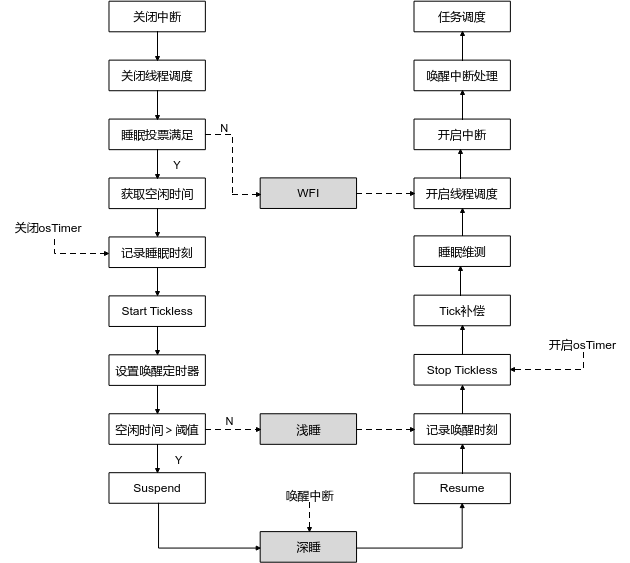 关闭中断
关闭线程调度
睡眠投票满足
N
Y
获取空闲时间
关闭osTimer
记录睡眠时刻
Start Tickless
设置唤醒定时器
空闲时间 > 阈值
N
Y
Suspend
WFI
浅睡
唤醒中断
深睡
任务调度
唤醒中断处理
开启中断
开启线程调度
睡眠维测
Tick补偿
开启osTimer
Stop Tickless
记录唤醒时刻
Resume